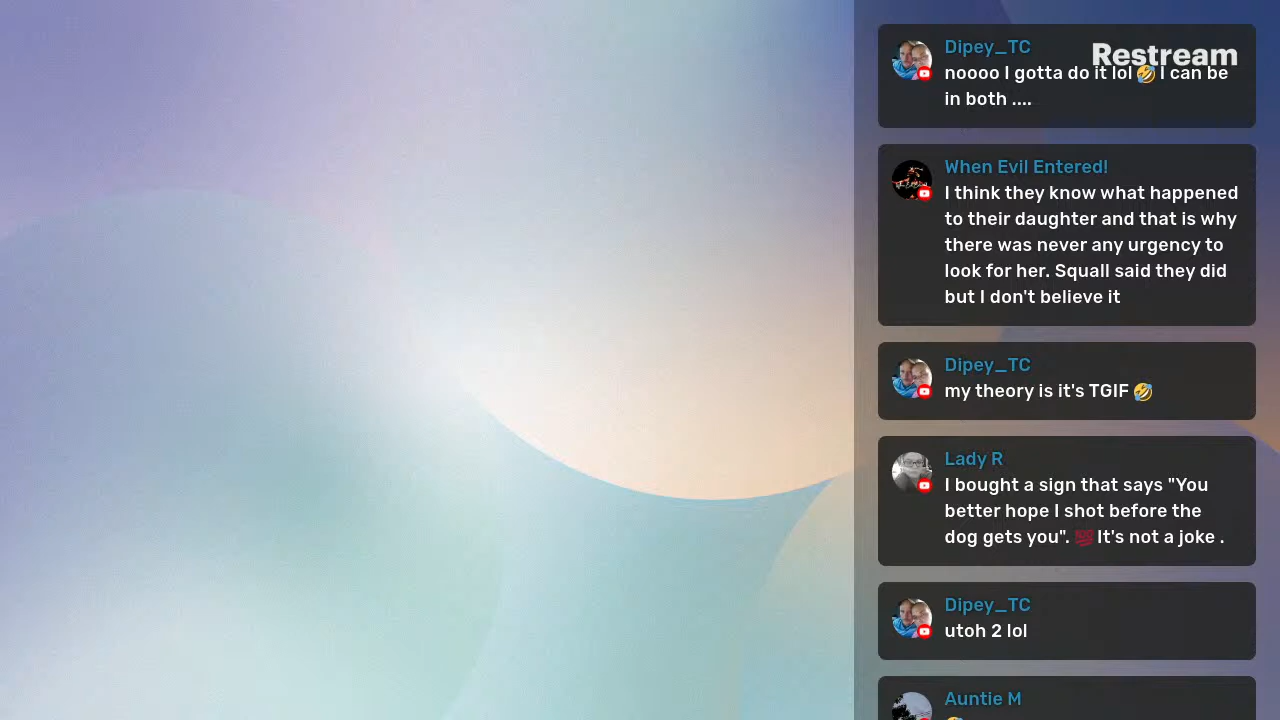 Restream
Dipey_TC
noooo I gotta do it lol 🤣 I can be
in both ....
When Evil Entered!
I think they know what happened
to their daughter and that is why
there was never any urgency to
look for her. Squall said they did
but I don't believe it
Dipey_TC
my theory is it's TGIF 🤣
Lady R
I bought a sign that says "You
better hope I shot before the
dog gets you". 💯 It's not a joke .
Dipey_TC
utoh 2 lol
Auntie M